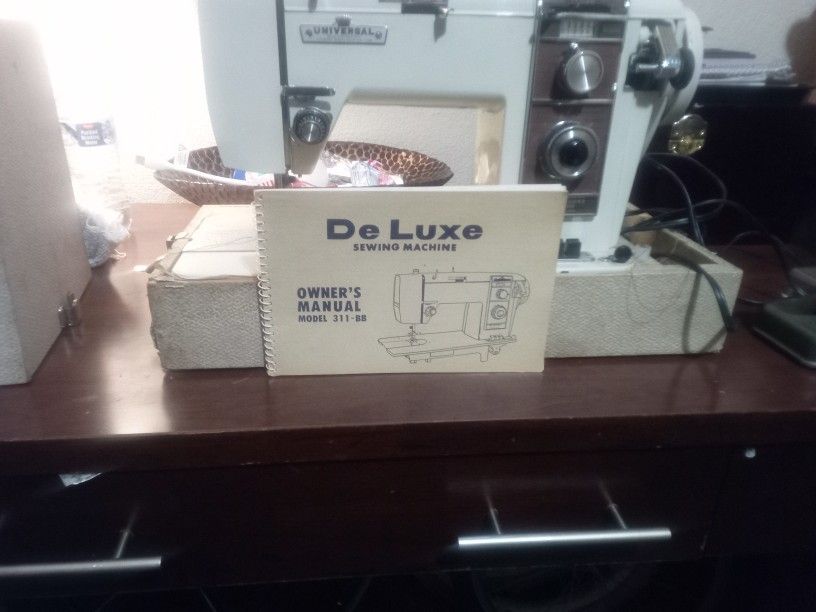 UNIVERSAL
De Luxe
SEWING MACHINE
OWNER'S
MANUAL
MODEL 311-BB